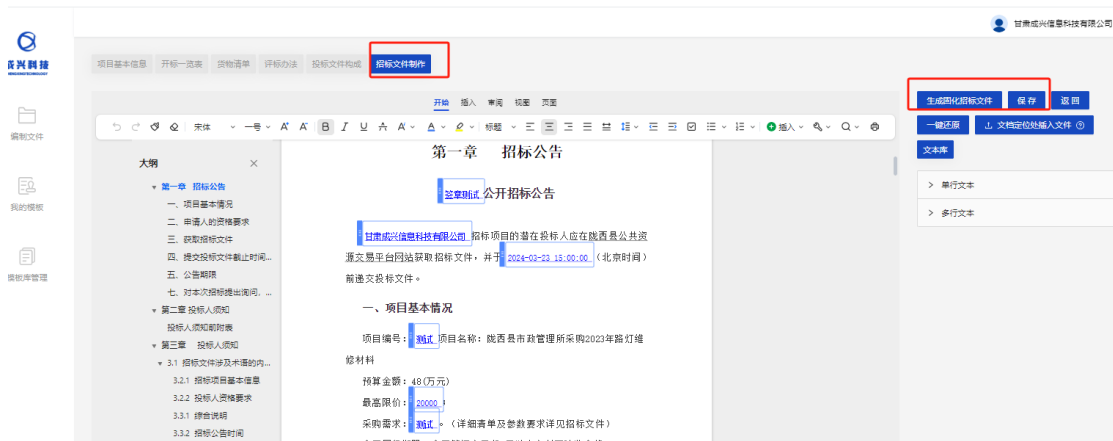 甘肃成兴信息科技有限公司
成兴科技
项目基本信息 开标一览表 货物清单 评标办法 投标文件构成 招标文件制作
生成固化招标文件 保存 返回
一键还原 文档定位处插入文件
文本库
单行文本
多行文本
编制文件
我的模板
模板库管理
开始 插入 审阅 视图 页面
宋体 一号 A A B I U A A A 标题 插入
大纲
第一章 招标公告
一、项目基本情况
二、申请人的资格要求
三、获取招标文件
四、提交投标文件截止时间...
五、公告期限
七、对本次招标提出询问，...
第二章 投标人须知
投标人须知前附表
第三章 投标人须知
3.1 招标文件涉及术语的内...
3.2.1 招标项目基本信息
3.2.2 投标人资格要求
3.3.1 综合说明
3.3.2 招标公告时间
第一章 招标公告
签章测试 公开招标公告
甘肃成兴信息科技有限公司 招标项目的潜在投标人应在陇西县公共资
源交易平台网站获取招标文件，并于 2024-03-23 15:00:00 （北京时间）
前递交投标文件。
一、项目基本情况
项目编号：测试 项目名称：陇西县市政管理所采购2023年路灯维
修材料
预算金额：48(万元)
最高限价：20000
采购需求：测试。（详细清单及参数要求详见招标文件）